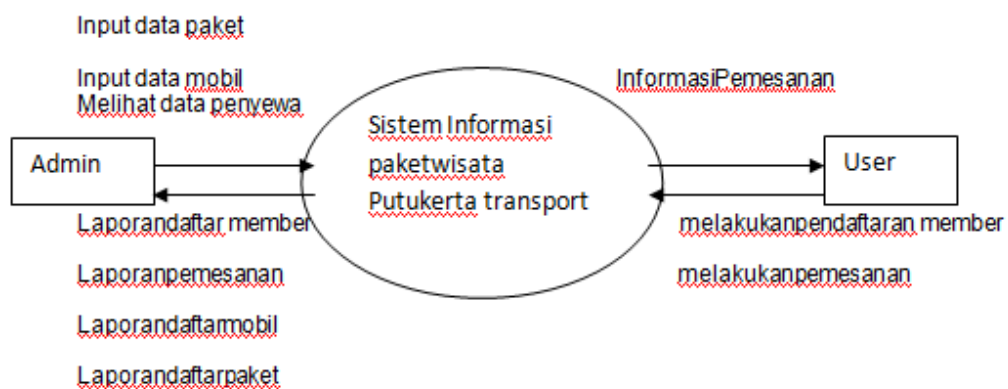 Input data paket
Input data mobil
Melihat data penyewa
InformasiPemesanan
Admin
Sistem Informasi
paketwisata
Putukerta transport
User
Laporandaftar member
Laporanpemesanan
Laporandaftarmobil
Laporandaftarpaket
melakukanpendaftaran member
melakukanpemesanan